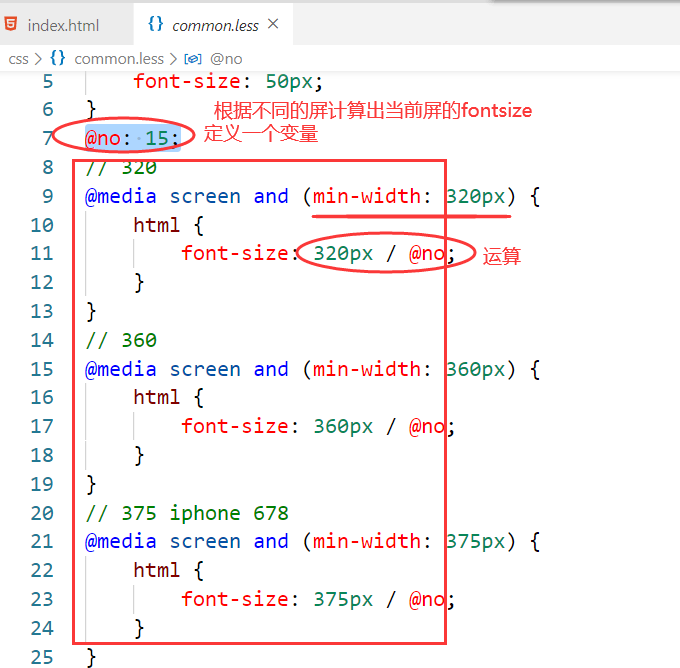 index.html
common.less
css > common.less > @no
5 font-size: 50px;
6 }
根据不同的屏计算出当前屏的fontsize
7 @no: 15;
定义一个变量
8 // 320
9 @media screen and (min-width: 320px) {
10 html {
11 font-size: 320px / @no;
运算
12 }
13 }
14 // 360
15 @media screen and (min-width: 360px) {
16 html {
17 font-size: 360px / @no;
18 }
19 }
20 // 375 iphone 678
21 @media screen and (min-width: 375px) {
22 html {
23 font-size: 375px / @no;
24 }
25 }